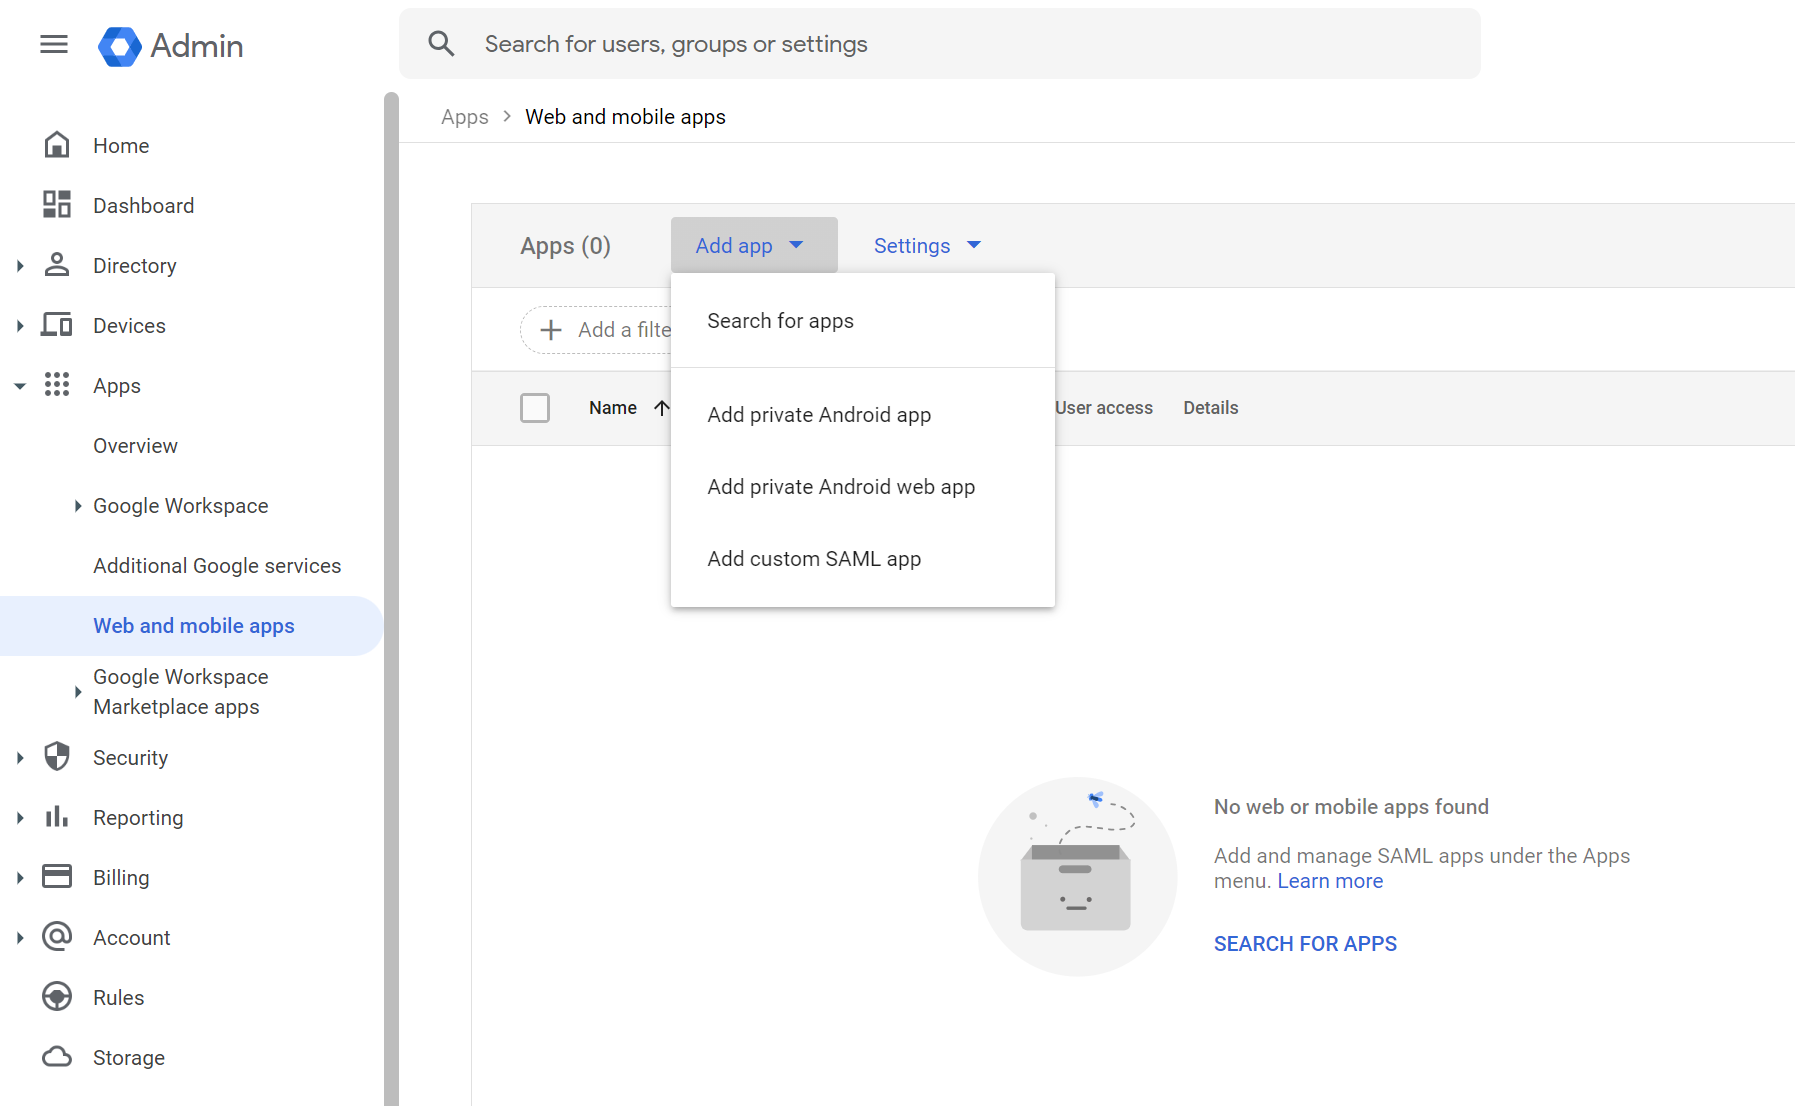 Admin
Search for users, groups or settings
Home
Dashboard
Directory
Devices
Apps
Overview
Google Workspace
Additional Google services
Web and mobile apps
Google Workspace
Marketplace apps
Security
Reporting
Billing
Account
Rules
Storage
Apps > Web and mobile apps
Apps (0) Add app Settings
Add a filte
Search for apps
Add private Android app
Add private Android web app
Add custom SAML app
Name User access Details
No web or mobile apps found
Add and manage SAML apps under the Apps
menu. Learn more
SEARCH FOR APPS